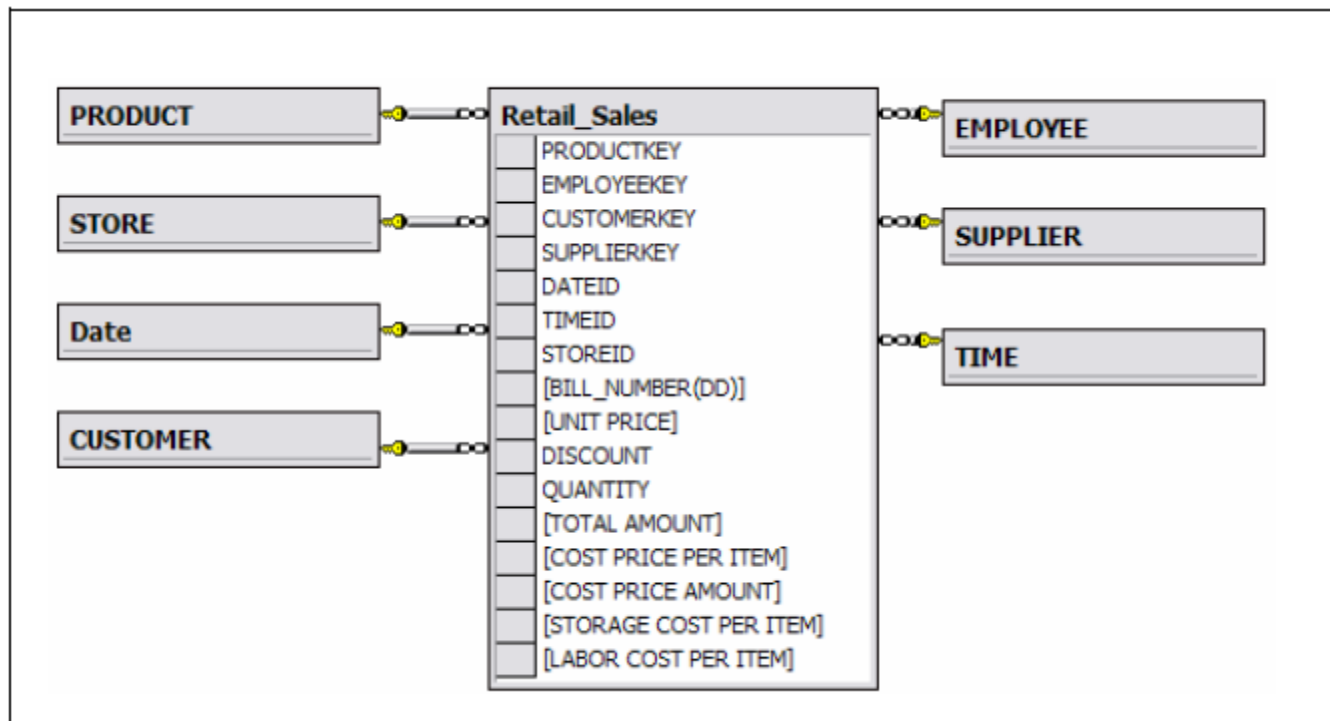 PRODUCT
STORE
Date
CUSTOMER
Retail_Sales
PRODUCTKEY
EMPLOYEEKEY
CUSTOMERKEY
SUPPLIERKEY
DATEID
TIMEID
STOREID
[BILL_NUMBER(DD)]
[UNIT PRICE]
DISCOUNT
QUANTITY
[TOTAL AMOUNT]
[COST PRICE PER ITEM]
[COST PRICE AMOUNT]
[STORAGE COST PER ITEM]
[LABOR COST PER ITEM]
EMPLOYEE
SUPPLIER
TIME